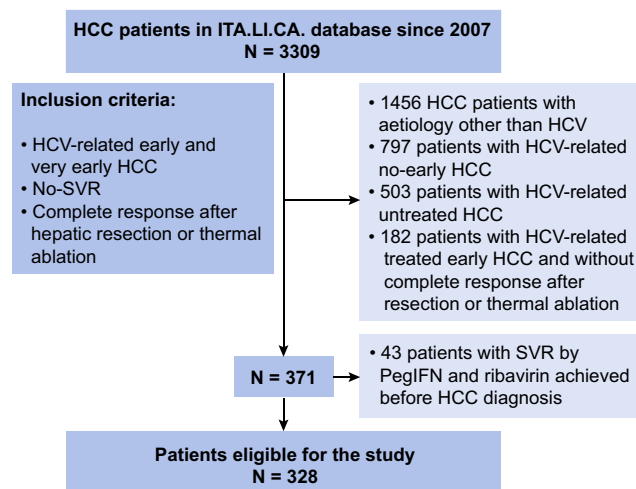 HCC patients in ITA.LI.CA. database since 2007
N = 3309
Inclusion criteria:
• HCV-related early and
very early HCC
• No-SVR
• Complete response after
hepatic resection or thermal
ablation
• 1456 HCC patients with
aetiology other than HCV
• 797 patients with HCV-related
no-early HCC
• 503 patients with HCV-related
untreated HCC
• 182 patients with HCV-related
treated early HCC and without
complete response after
resection or thermal ablation
N = 371
• 43 patients with SVR by
PegIFN and ribavirin achieved
before HCC diagnosis
Patients eligible for the study
N = 328